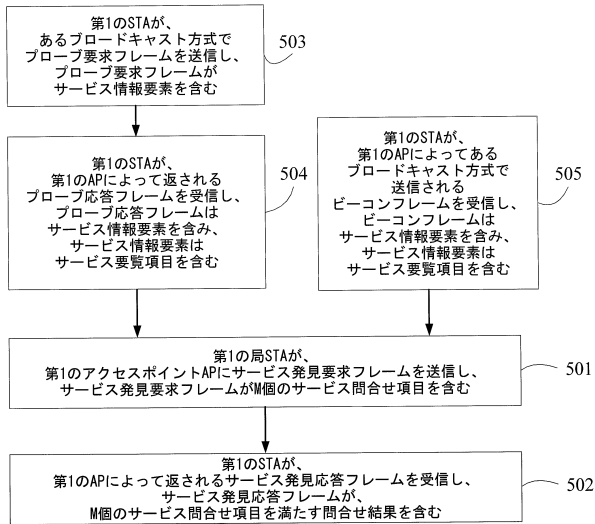 第1のSTAが、
あるブロードキャスト方式で
プローブ要求フレームを送信し、
プローブ要求フレームが
サービス情報要素を含む
503
第1のSTAが、
第1のAPによって返される
プローブ応答フレームを受信し、
プローブ応答フレームは
サービス情報要素を含み、
サービス情報要素は
サービス要覧項目を含む
504
第1のSTAが、
第1のAPによってある
ブロードキャスト方式で
送信される
ビーコンフレームを受信し、
ビーコンフレームは
サービス情報要素を含み、
サービス情報要素は
サービス要覧項目を含む
505
第1の局STAが、
第1のアクセスポイントAPにサービス発見要求フレームを送信し、
サービス発見要求フレームがM個のサービス問合せ項目を含む
501
第1のSTAが、
第1のAPによって返されるサービス発見応答フレームを受信し、
サービス発見応答フレームが、
M個のサービス問合せ項目を満たす問合せ結果を含む
502